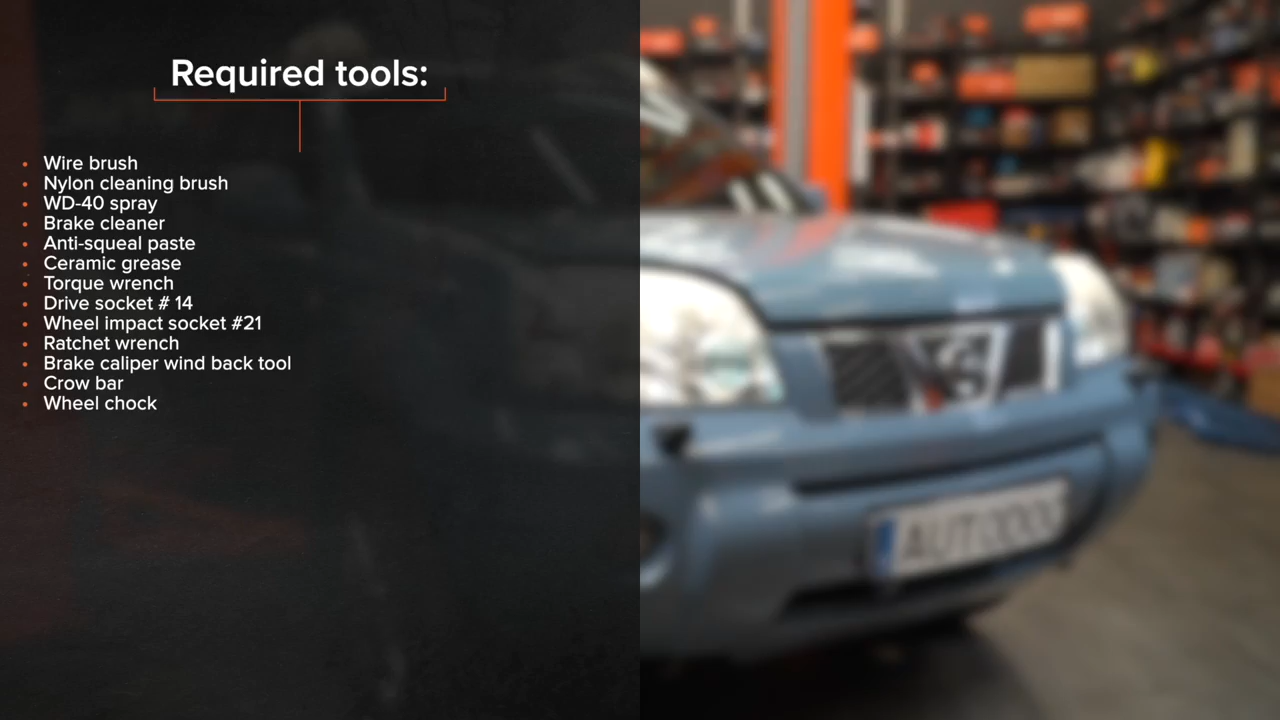 Required tools:
Wire brush
Nylon cleaning brush
WD-40 spray
Brake cleaner
Anti-squeal paste
Ceramic grease
Torque wrench
Drive socket # 14
Wheel impact socket #21
Ratchet wrench
Brake caliper wind back tool
Crow bar
Wheel chock